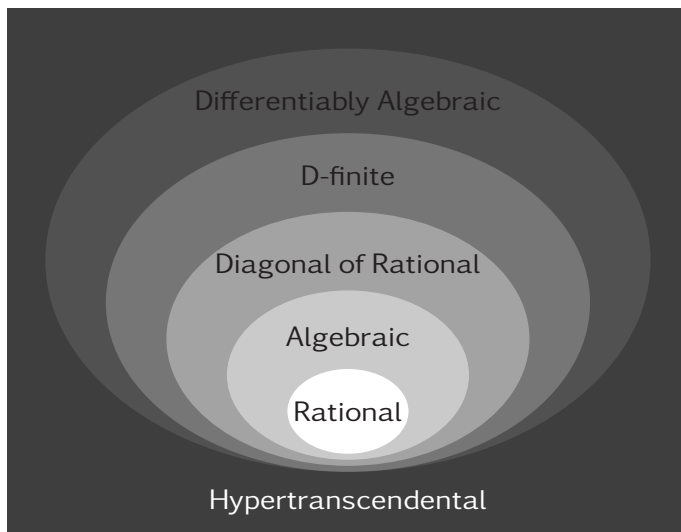 Differentiably Algebraic
D-finite
Diagonal of Rational
Algebraic
Rational
Hypertranscendental